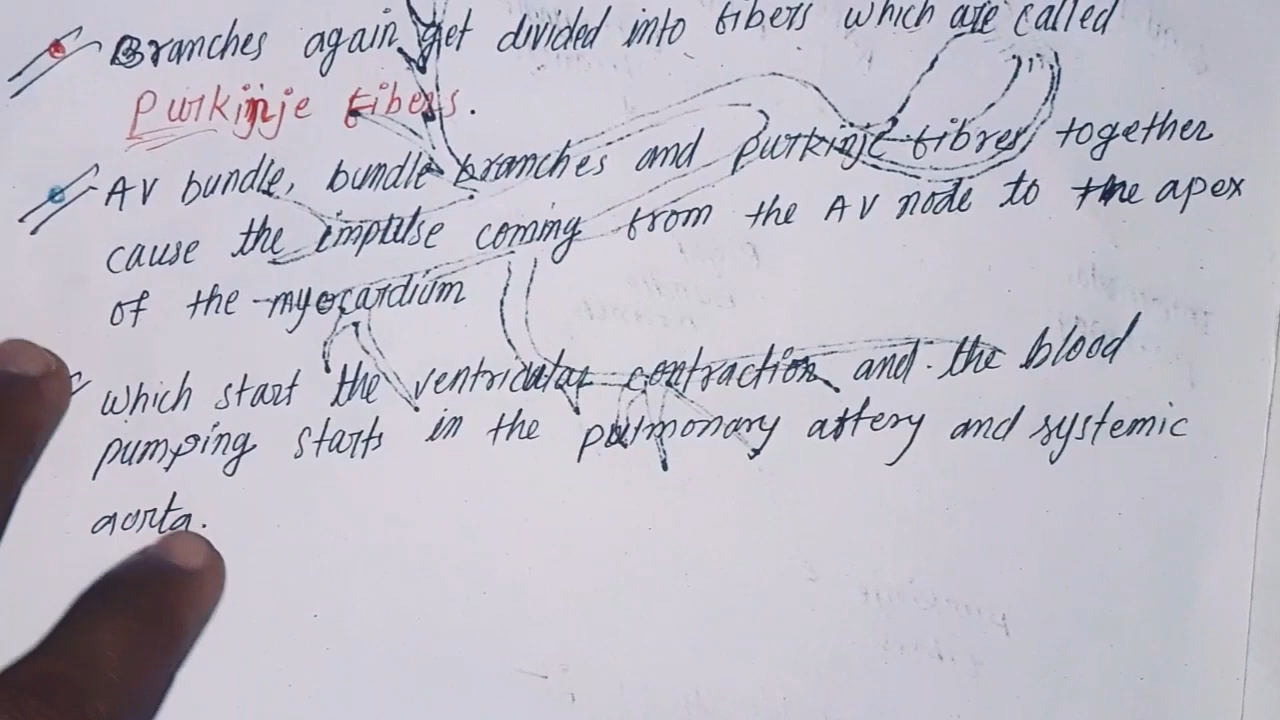 Branches again get divided into fibers which are called
Purkinje fibers.
AV bundle, bundle branches and purkinje fibres together
cause the impulse coming from the AV node to the apex
of the myocardium
which start the ventricular contraction and the blood
pumping starts in the pulmonary artery and systemic
aorta.